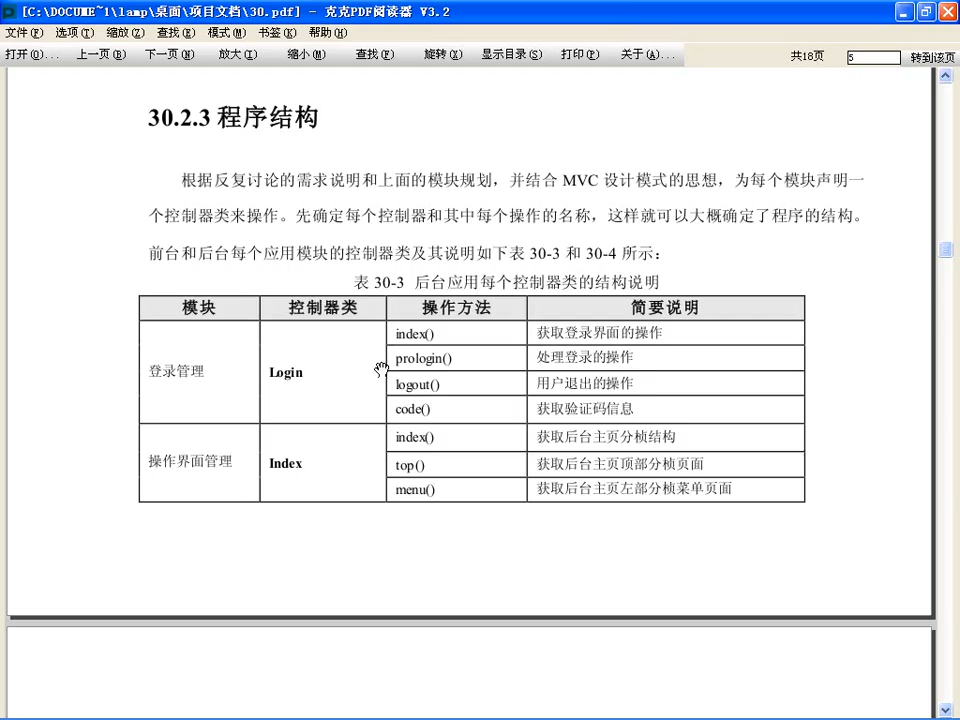 [C:\DOCUME~1\lamp\桌面\项目文档\30.pdf] - 克克PDF阅读器 V3.2
文件(F) 选项(T) 缩放(Z) 查找(K) 模式(M) 书签(K) 帮助(H)
打开(O)... 上一页(B) 下一页(N) 放大(I) 缩小(M) 查找(F) 旋转(X) 显示目录(S) 打印(P) 关于(A)... 共18页 5 转到该页
30.2.3 程序结构
根据反复讨论的需求说明和上面的模块规划，并结合 MVC 设计模式的思想，为每个模块声明一
个控制器类来操作。先确定每个控制器和其中每个操作的名称，这样就可以大概确定了程序的结构。
前台和后台每个应用模块的控制器类及其说明如下表 30-3 和 30-4 所示：
表 30-3 后台应用每个控制器类的结构说明
模块 控制器类 操作方法 简要说明
登录管理 Login index() 获取登录界面的操作
prologin() 处理登录的操作
logout() 用户退出的操作
code() 获取验证码信息
操作界面管理 Index index() 获取后台主页分桢结构
top() 获取后台主页顶部分桢页面
menu() 获取后台主页左部分桢菜单页面